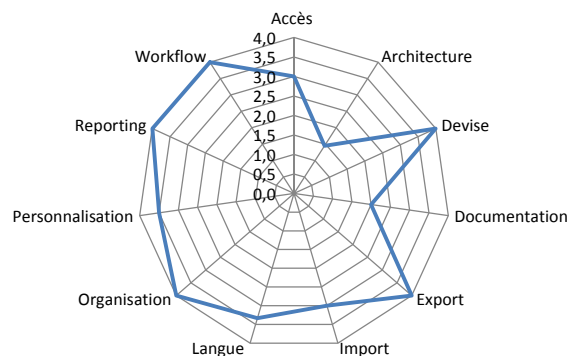 Accès
Architecture
Devise
Documentation
Export
Import
Langue
Organisation
Personnalisation
Reporting
Workflow
4,0
3,5
3,0
2,5
2,0
1,5
1,0
0,5
0,0